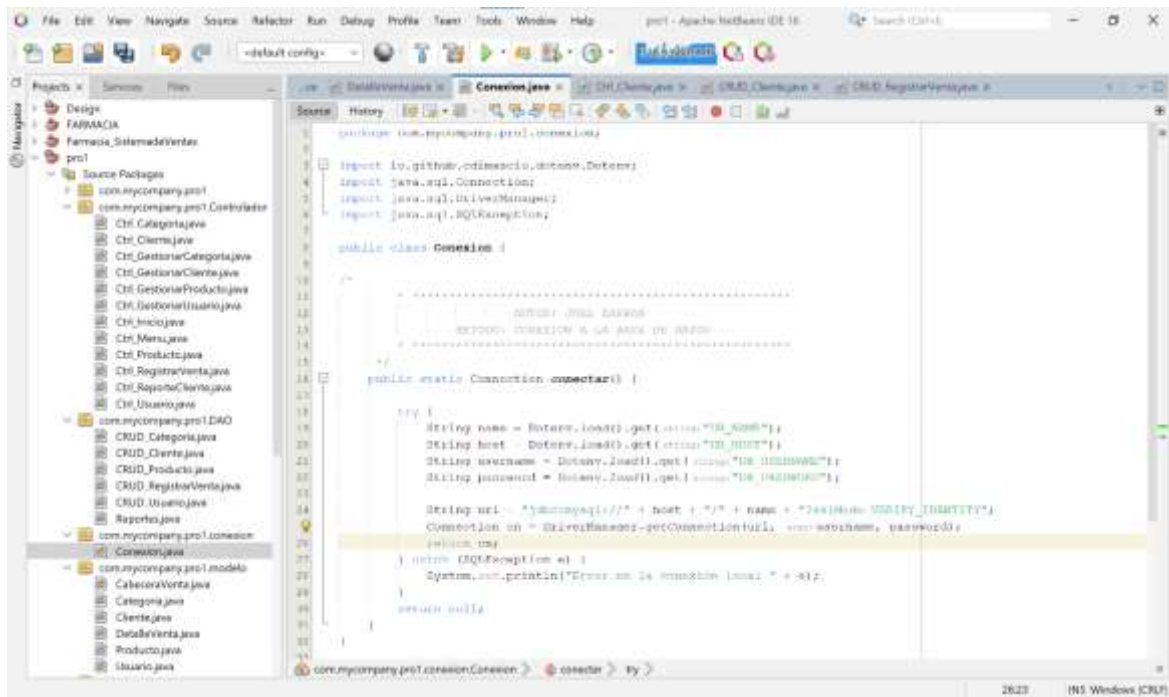 File Edit View Navigate Source Refactor Run Debug Profile Team Tools Window Help pro1 - Apache NetBeans IDE 16 Search (Ctrl+I)
<default config>
Projects Services Files
DetalleVenta.java Conexion.java Ctrl_Cliente.java CRUD_Cliente.java CRUD_RegistrarVenta.java
Source History
Navigator
Design
FARMACIA
Farmacia_SistemadeVentas
pro1
Source Packages
com.mycompany.pro1
com.mycompany.pro1.Controlador
Ctrl_Categoria.java
Ctrl_Cliente.java
Ctrl_GestionarCategoria.java
Ctrl_GestionarCliente.java
Ctrl_GestionarProducto.java
Ctrl_GestionarUsuario.java
Ctrl_Inicio.java
Ctrl_Menu.java
Ctrl_Producto.java
Ctrl_RegistrarVenta.java
Ctrl_ReporteCliente.java
Ctrl_Usuario.java
com.mycompany.pro1.DAO
CRUD_Categoria.java
CRUD_Cliente.java
CRUD_Producto.java
CRUD_RegistrarVenta.java
CRUD_Usuario.java
Reportes.java
com.mycompany.pro1.conexion
Conexion.java
com.mycompany.pro1.modelo
CabeceraVenta.java
Categoria.java
Cliente.java
DetalleVenta.java
Producto.java
Usuario.java
package com.mycompany.pro1.conexion;
import io.github.cdimascio.dotenv.Dotenv;
import java.sql.Connection;
import java.sql.DriverManager;
import java.sql.SQLException;
public class Conexion {
/*
AUTOR: JOEL
METODO: CONEXION A LA BASE DE DATOS
*/
public static Connection conectar() {
try {
String name = Dotenv.load().get("DB_NAME");
String host = Dotenv.load().get("DB_HOST");
String username = Dotenv.load().get("DB_USERNAME");
String password = Dotenv.load().get("DB_PASSWORD");
String url = "jdbc:mysql://" + host + "/" + name + "?sslMode=VERIFY_IDENTITY";
Connection cn = DriverManager.getConnection(url, username, password);
return cn;
} catch (SQLException e) {
System.out.println("Error en la conexión local " + e);
}
return null;
}
}
com.mycompany.pro1.conexion.Conexion conectar try
26:23 INS Windows (CRLF)